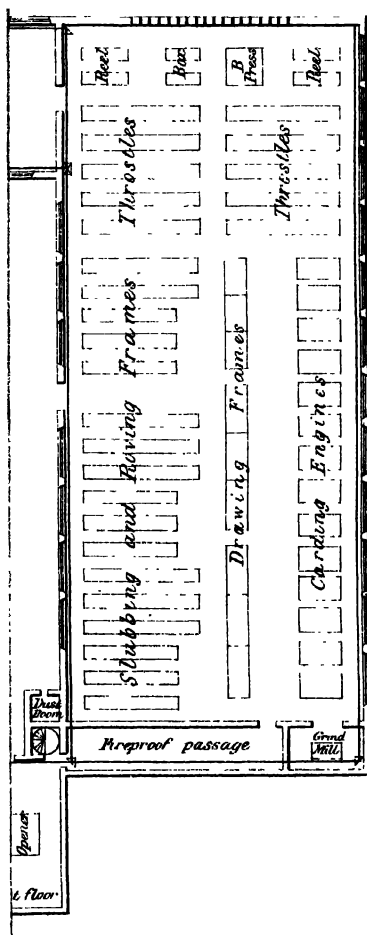 Reel
Box
B
Press
Reel
Throstles
Throstles
Slubbing and Roving Frames
Drawing Frames
Carding Engines
Dust
Room
Fireproof passage
Grind
Mill
Opener
t floor